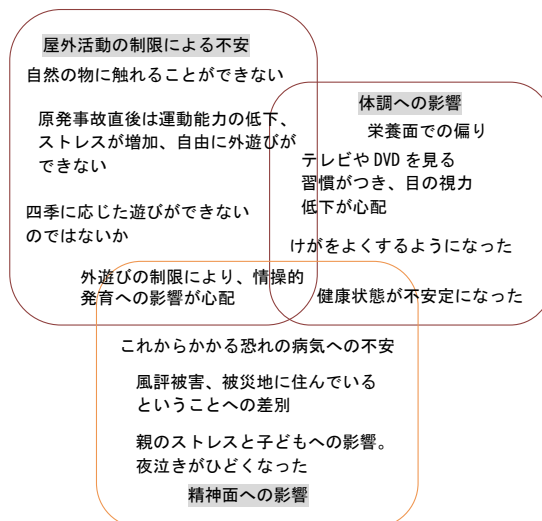 屋外活動の制限による不安
自然の物に触れることができない
原発事故直後は運動能力の低下、
ストレスが増加、自由に外遊びが
できない
四季に応じた遊びができない
のではないか
外遊びの制限により、情操的
発育への影響が心配
体調への影響
栄養面での偏り
テレビや DVD を見る
習慣がつき、目の視力
低下が心配
けがをよくするようになった
健康状態が不安定になった
これからかかる恐れの病気への不安
風評被害、被災地に住んでいる
ということへの差別
親のストレスと子どもへの影響。
夜泣きがひどくなった
精神面への影響